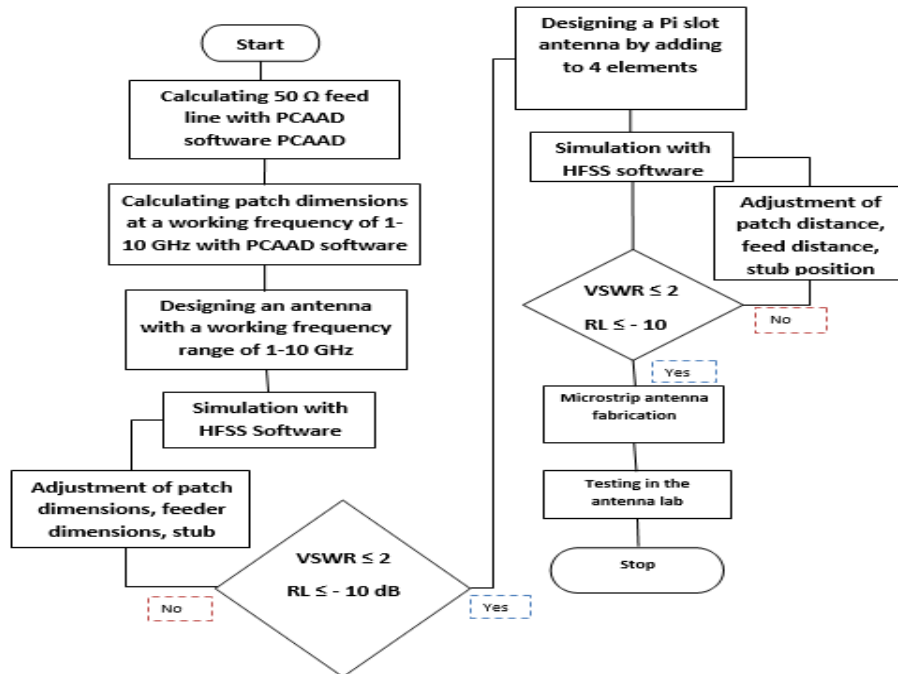 Start
Calculating 50 Ω feed
line with PCAAD
software PCAAD
Calculating patch dimensions
at a working frequency of 1-
10 GHz with PCAAD software
Designing an antenna
with a working frequency
range of 1-10 GHz
Simulation with
HFSS Software
Adjustment of patch
dimensions, feeder
dimensions, stub
VSWR ≤ 2
RL ≤ - 10 dB
No
Yes
Designing a Pi slot
antenna by adding
to 4 elements
Simulation with
HFSS software
Adjustment of
patch distance,
feed distance,
stub position
VSWR ≤ 2
RL ≤ - 10
No
Yes
Microstrip antenna
fabrication
Testing in the
antenna lab
Stop